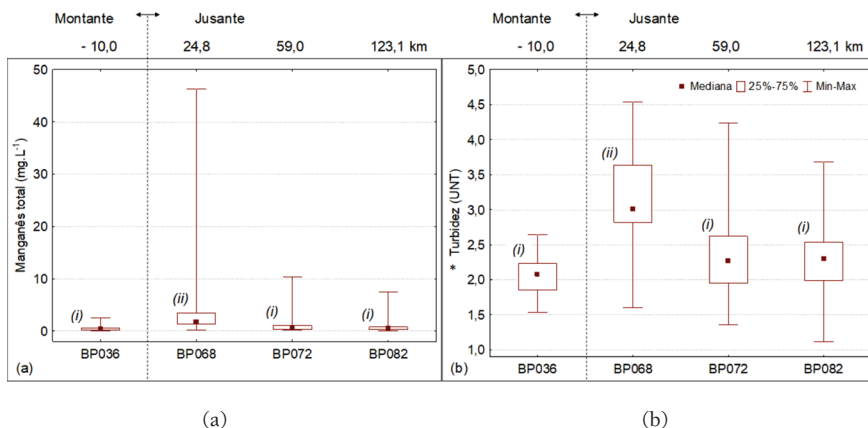 Montante Jusante
- 10,0 24,8 59,0 123,1 km
50
40
30
20
10
0
Manganês total (mg.L-1)
(i)
(ii)
(i)
(i)
BP036 BP068 BP072 BP082
(a)
Montante Jusante
- 10,0 24,8 59,0 123,1 km
Mediana 25%-75% Min-Max
5,0
4,5
4,0
3,5
3,0
2,5
2,0
1,5
1,0
* Turbidez (UNT)
(i)
(ii)
(i)
(i)
BP036 BP068 BP072 BP082
(b)
(a) (b)